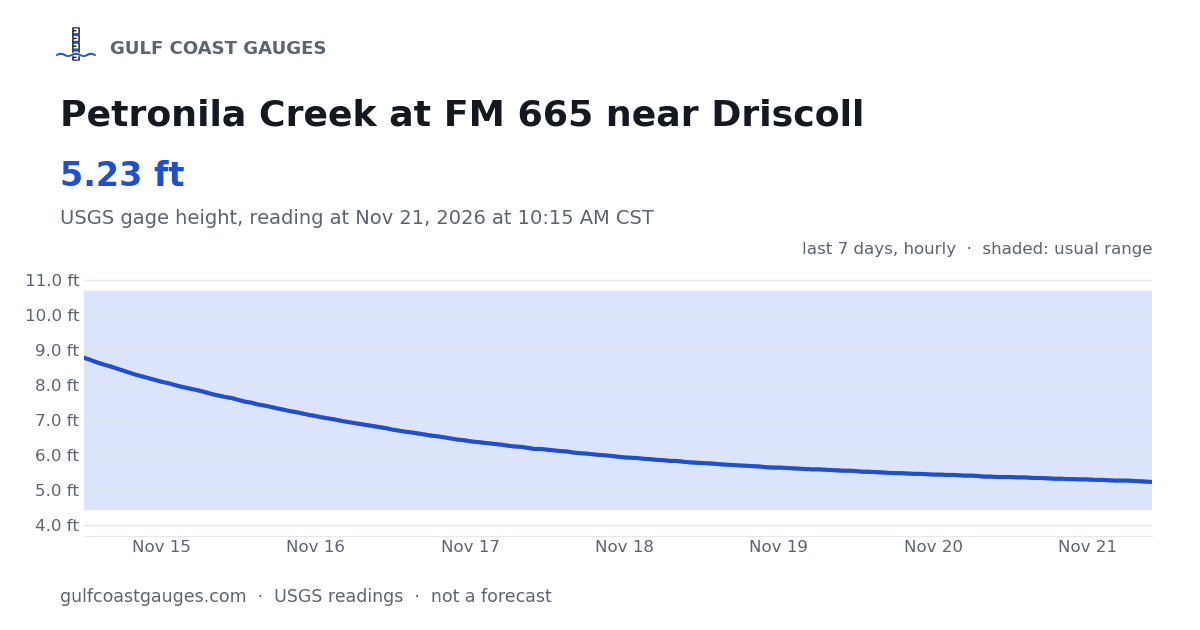 GULF COAST GAUGES
Petronila Creek at FM 665 near Driscoll
5.23 ft
USGS gage height, reading at Nov 21, 2026 at 10:15 AM CST
last 7 days, hourly · shaded: usual range
11.0 ft
10.0 ft
9.0 ft
8.0 ft
7.0 ft
6.0 ft
5.0 ft
4.0 ft
Nov 15 Nov 16 Nov 17 Nov 18 Nov 19 Nov 20 Nov 21
gulfcoastgauges.com · USGS readings · not a forecast